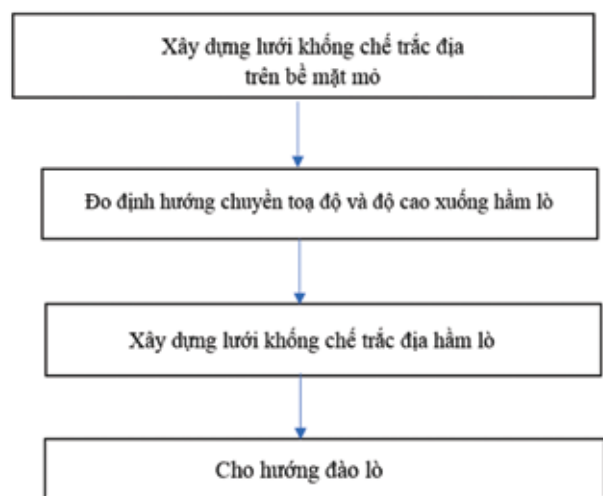 Xây dựng lưới khống chế trắc địa
trên bề mặt mỏ
Đo định hướng chuyền toạ độ và độ cao xuống hầm lò
Xây dựng lưới khống chế trắc địa hầm lò
Cho hướng đào lò